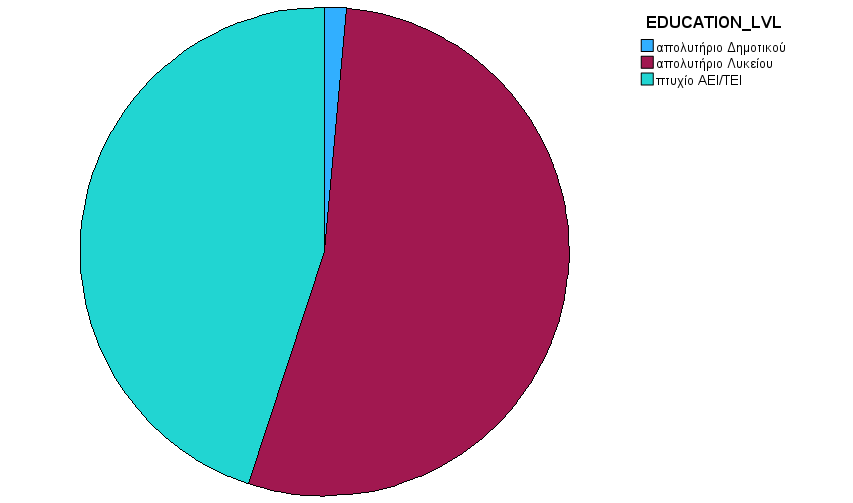 EDUCATION_LVL
απολυτήριο Δημοτικού
απολυτήριο Λυκείου
πτυχίο ΑΕΙ/ΤΕΙ